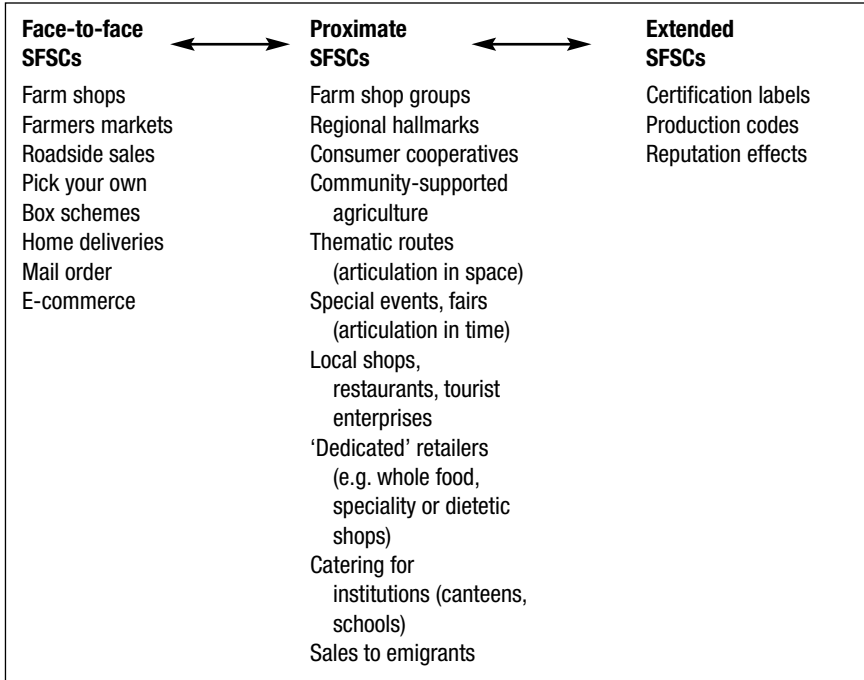 Face-to-face
SFSCs
Farm shops
Farmers markets
Roadside sales
Pick your own
Box schemes
Home deliveries
Mail order
E-commerce
Proximate
SFSCs
Farm shop groups
Regional hallmarks
Consumer cooperatives
Community-supported
agriculture
Thematic routes
(articulation in space)
Special events, fairs
(articulation in time)
Local shops,
restaurants, tourist
enterprises
‘Dedicated’ retailers
(e.g. whole food,
speciality or dietetic
shops)
Catering for
institutions (canteens,
schools)
Sales to emigrants
Extended
SFSCs
Certification labels
Production codes
Reputation effects